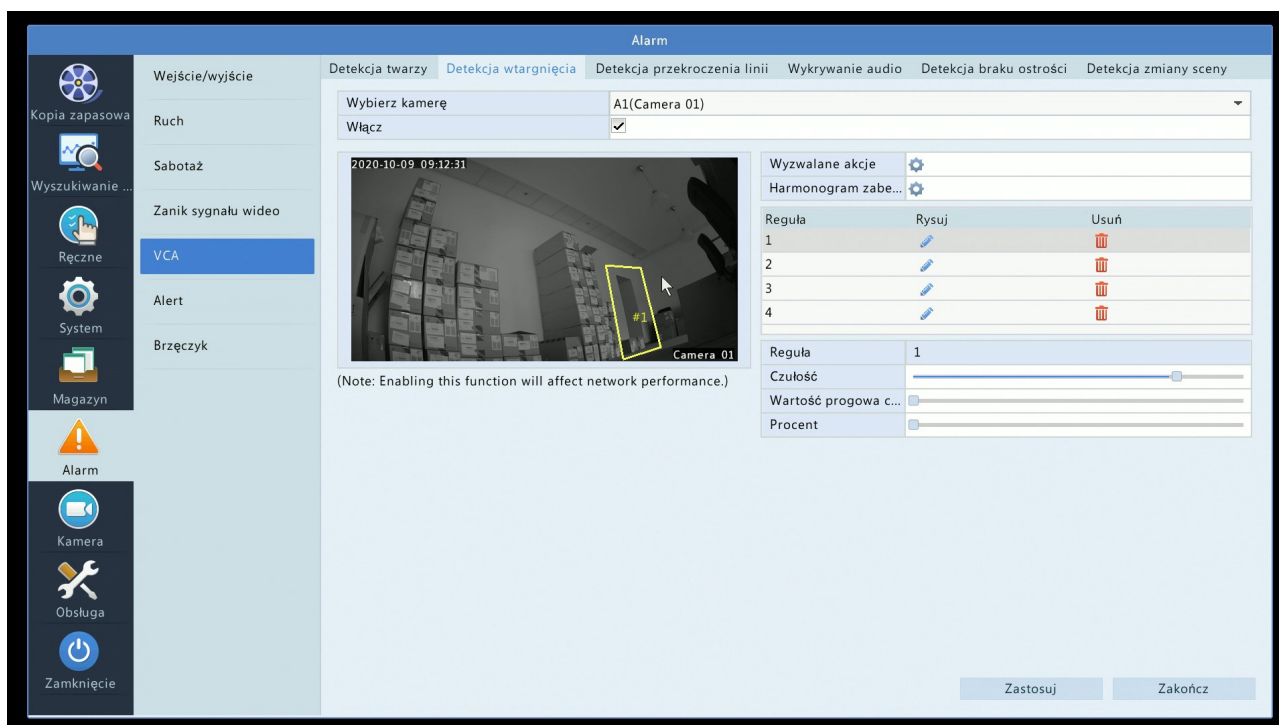 Alarm
Kopia zapasowa
Wyszukiwanie ...
Ręczne
System
Magazyn
Alarm
Kamera
Obsługa
Zamknięcie
Wejście/wyjście
Ruch
Sabotaż
Zanik sygnału wideo
VCA
Alert
Brzęczyk
Detekcja twarzy Detekcja wtargnięcia Detekcja przekroczenia linii Wykrywanie audio Detekcja braku ostrości Detekcja zmiany sceny
Wybierz kamerę A1(Camera 01)
Włącz
2020-10-09 09:12:31
#1
Camera 01
(Note: Enabling this function will affect network performance.)
Wyzwalane akcje
Harmonogram zabe...
Reguła Rysuj Usuń
1
2
3
4
Reguła 1
Czułość
Wartość progowa c...
Procent
Zastosuj Zakończ